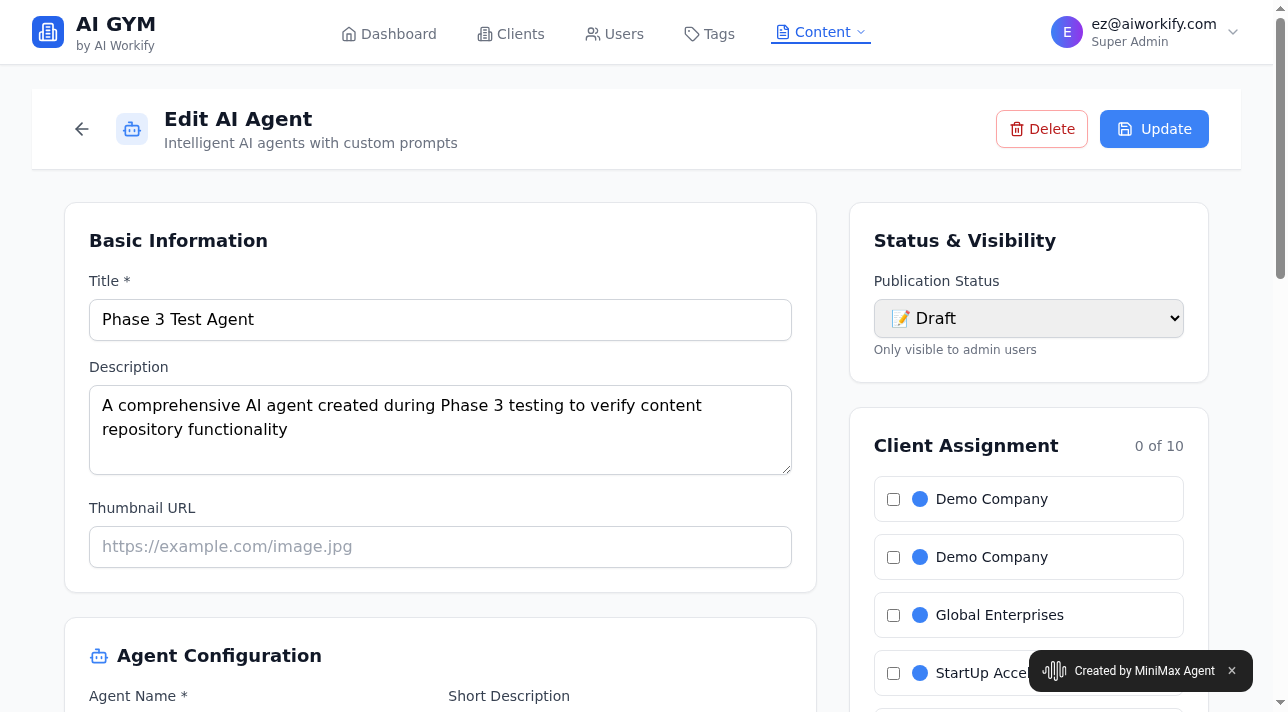 AI GYM
by AI Workify
Dashboard
Clients
Users
Tags
Content
E
ez@aiworkify.com
Super Admin
Edit AI Agent
Intelligent AI agents with custom prompts
Delete
Update
Basic Information
Title *
Phase 3 Test Agent
Description
A comprehensive AI agent created during Phase 3 testing to verify content
repository functionality
Thumbnail URL
https://example.com/image.jpg
Agent Configuration
Agent Name *
Short Description
Status & Visibility
Publication Status
📝 Draft
Only visible to admin users
Client Assignment
0 of 10
Demo Company
Demo Company
Global Enterprises
StartUp
Created by MiniMax Agent
×